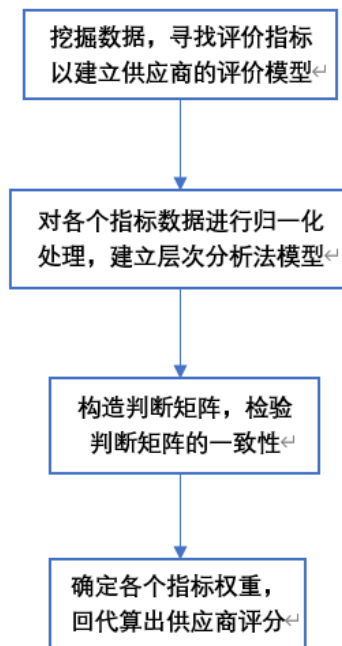 挖掘数据，寻找评价指标
以建立供应商的评价模型
对各个指标数据进行归一化
处理，建立层次分析法模型
构造判断矩阵，检验
判断矩阵的一致性
确定各个指标权重，
回代算出供应商评分